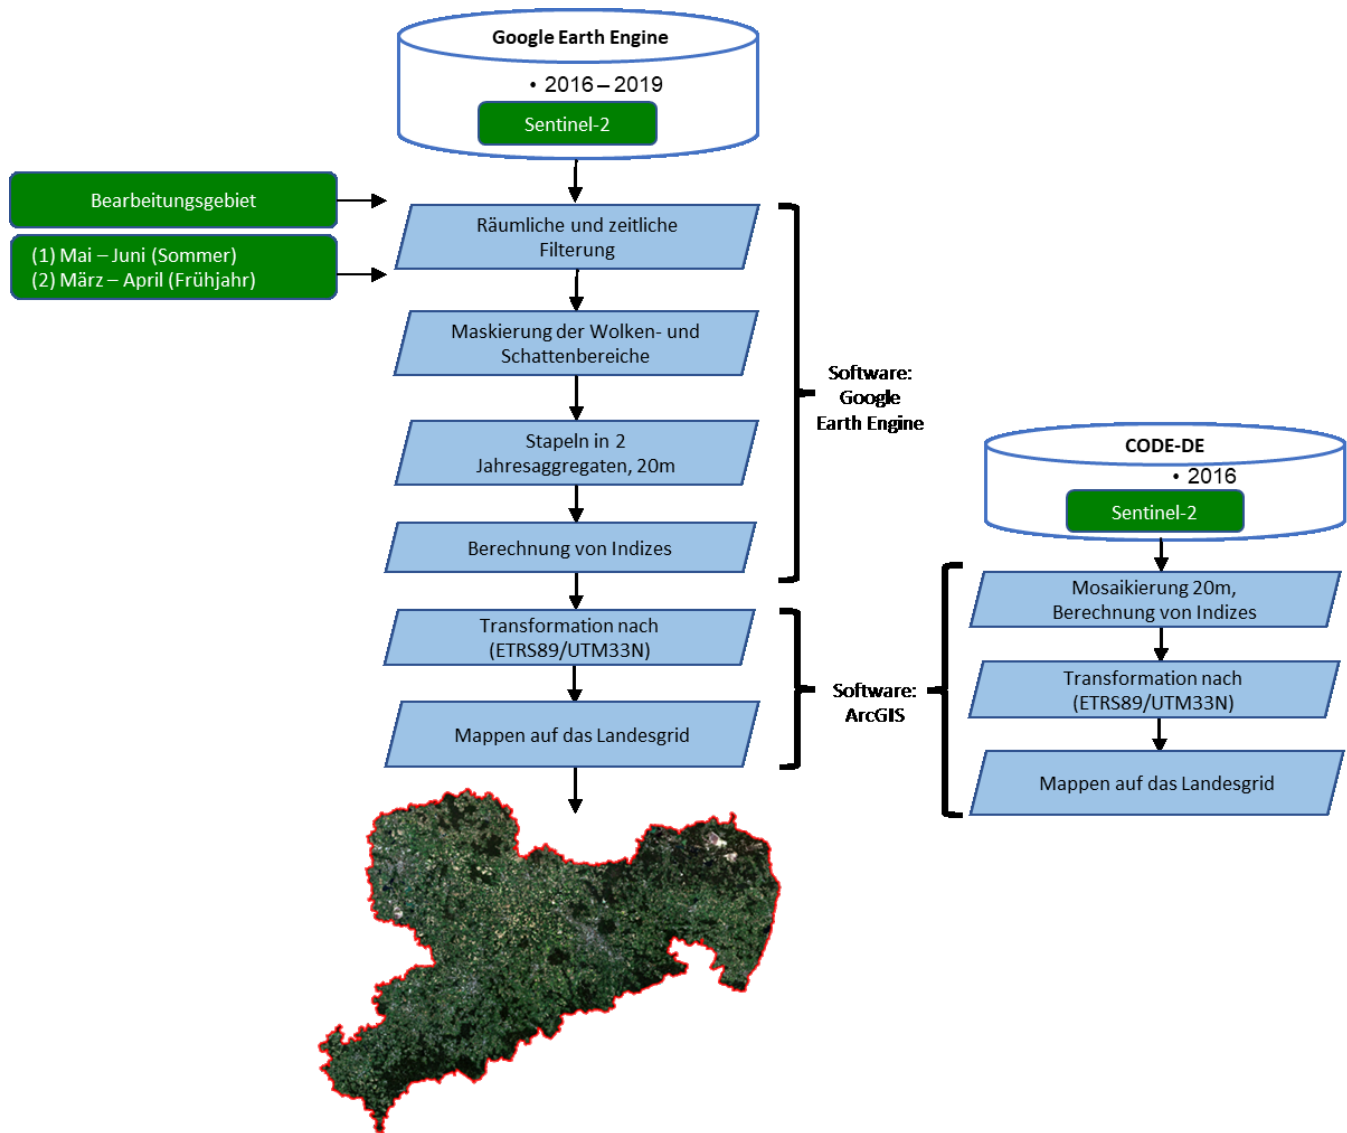 Google Earth Engine
• 2016 – 2019
Sentinel-2
Bearbeitungsgebiet
(1) Mai – Juni (Sommer)
(2) März – April (Frühjahr)
Räumliche und zeitliche
Filterung
Maskierung der Wolken- und
Schattenbereiche
Stapeln in 2
Jahresaggregaten, 20m
Berechnung von Indizes
Software:
Google
Earth Engine
Transformation nach
(ETRS89/UTM33N)
Mappen auf das Landesgrid
Software:
ArcGIS
CODE-DE
• 2016
Sentinel-2
Mosaikierung 20m,
Berechnung von Indizes
Transformation nach
(ETRS89/UTM33N)
Mappen auf das Landesgrid